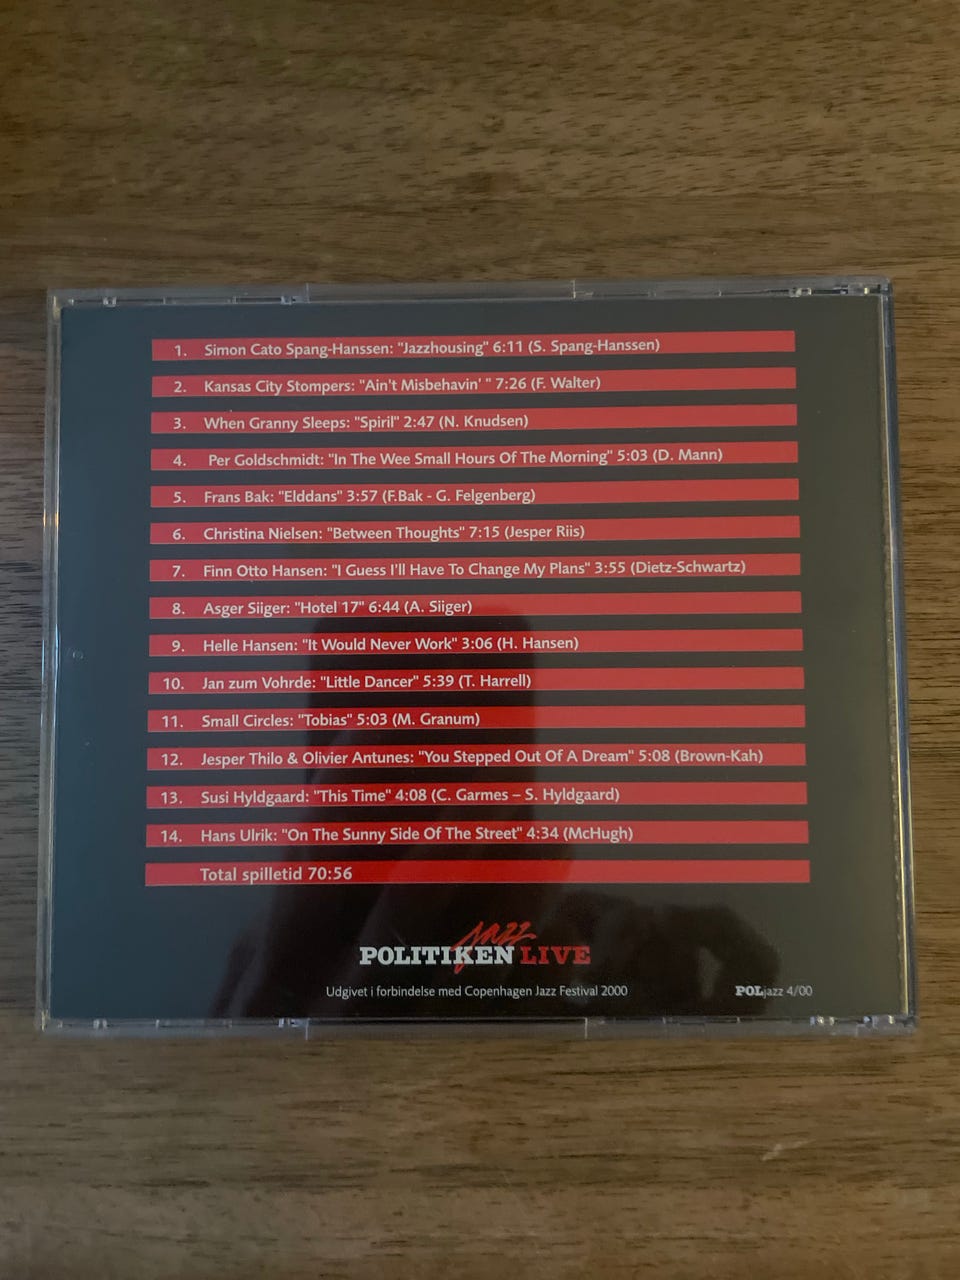 1. Simon Cato Spang-Hanssen: "Jazzhousing" 6:11 (S. Spang-Hanssen)
2. Kansas City Stompers: "Ain't Misbehavin' " 7:26 (F. Walter)
3. When Granny Sleeps: "Spiril" 2:47 (N. Knudsen)
4. Per Goldschmidt: "In The Wee Small Hours Of The Morning" 5:03 (D. Mann)
5. Frans Bak: "Elddans" 3:57 (F.Bak - G. Felgenberg)
6. Christina Nielsen: "Between Thoughts" 7:15 (Jesper Riis)
7. Finn Otto Hansen: "I Guess I'll Have To Change My Plans" 3:55 (Dietz-Schwartz)
8. Asger Siiger: "Hotel 17" 6:44 (A. Siiger)
9. Helle Hansen: "It Would Never Work" 3:06 (H. Hansen)
10. Jan zum Vohrde: "Little Dancer" 5:39 (T. Harrell)
11. Small Circles: "Tobias" 5:03 (M. Granum)
12. Jesper Thilo & Olivier Antunes: "You Stepped Out Of A Dream" 5:08 (Brown-Kah)
13. Susi Hyldgaard: "This Time" 4:08 (C. Garmes – S. Hyldgaard)
14. Hans Ulrik: "On The Sunny Side Of The Street" 4:34 (McHugh)
Total spilletid 70:56
jazz
POLITIKEN LIVE
Udgivet i forbindelse med Copenhagen Jazz Festival 2000
POLjazz 4/00